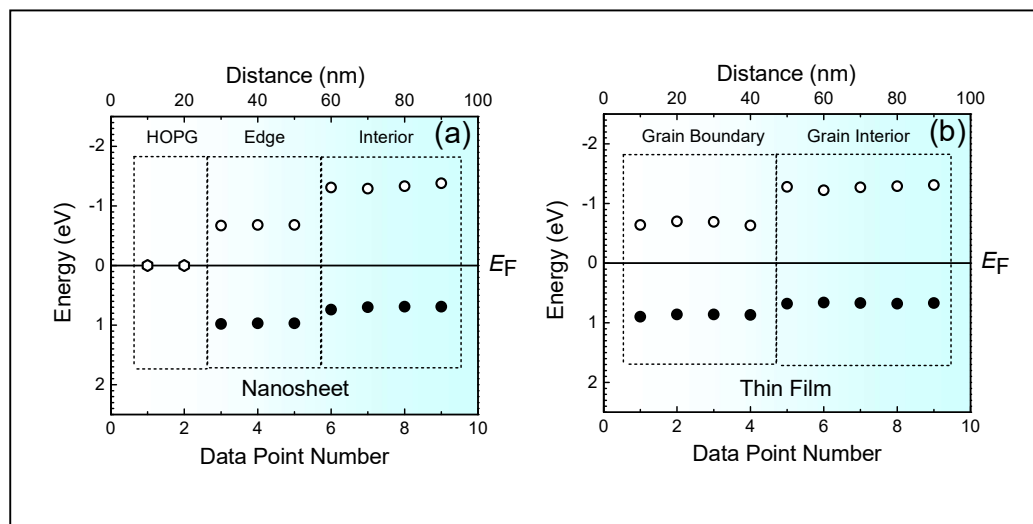 Distance (nm)
0 20 40 60 80 100
HOPG Edge Interior (a)
-2
-1
0
1
2
Energy (eV)
EF
Nanosheet
0 2 4 6 8 10
Data Point Number
Distance (nm)
0 20 40 60 80 100
Grain Boundary Grain Interior (b)
-2
-1
0
1
2
Energy (eV)
EF
Thin Film
0 2 4 6 8 10
Data Point Number